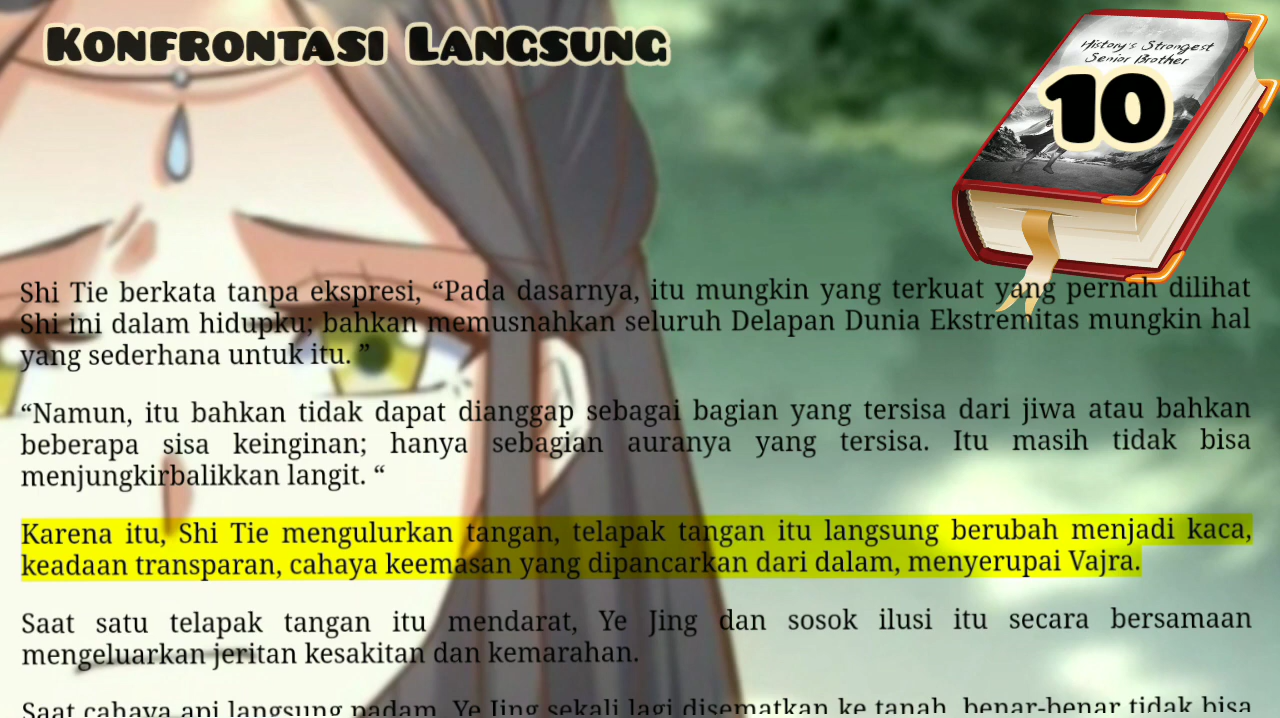 Konfrontasi Langsung
History's Strongest
Senior Brother
10
Shi Tie berkata tanpa ekspresi, “Pada dasarnya, itu mungkin yang terkuat yang pernah dilihat
Shi ini dalam hidupku; bahkan memusnahkan seluruh Delapan Dunia Ekstremitas mungkin hal
yang sederhana untuk itu. ”
“Namun, itu bahkan tidak dapat dianggap sebagai bagian yang tersisa dari jiwa atau bahkan
beberapa sisa keinginan; hanya sebagian auranya yang tersisa. Itu masih tidak bisa
menjungkirbalikkan langit. “
Karena itu, Shi Tie mengulurkan tangan, telapak tangan itu langsung berubah menjadi kaca,
keadaan transparan, cahaya keemasan yang dipancarkan dari dalam, menyerupai Vajra.
Saat satu telapak tangan itu mendarat, Ye Jing dan sosok ilusi itu secara bersamaan
mengeluarkan jeritan kesakitan dan kemarahan.
Saat cahaya api langsung padam, Ye Jing sekali lagi disematkan ke tanah, benar-benar tidak bisa